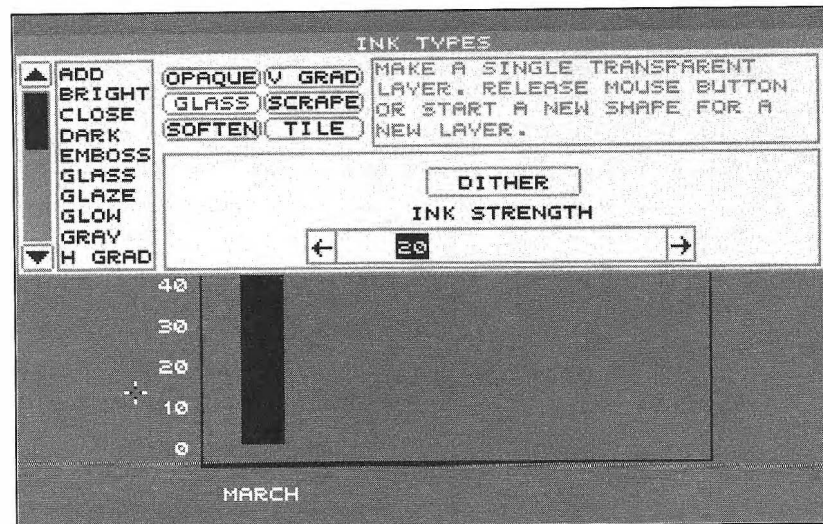 INK TYPES
ADD
BRIGHT
CLOSE
DARK
EMBOSS
GLASS
GLAZE
GLOW
GRAY
H GRAD
OPAQUE V GRAD
GLASS SCRAPE
SOFTEN TILE
MAKE A SINGLE TRANSPARENT
LAYER. RELEASE MOUSE BUTTON
OR START A NEW SHAPE FOR A
NEW LAYER.
DITHER
INK STRENGTH
20
40
30
20
10
0
MARCH